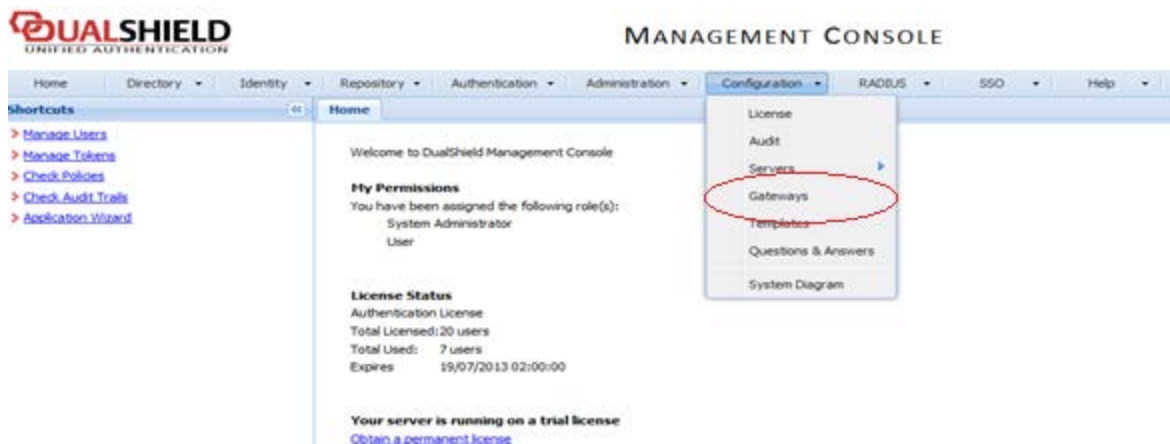 DUALSHIELD
UNIFIED AUTHENTICATION
MANAGEMENT CONSOLE
Home Directory Identity Repository Authentication Administration Configuration RADIUS SSO Help
Shortcuts
Home
Manage Users
Manage Tokens
Check Policies
Check Audit Trails
Application Wizard
Welcome to DualShield Management Console
My Permissions
You have been assigned the following role(s):
System Administrator
User
License Status
Authentication License
Total Licensed: 20 users
Total Used: 7 users
Expires 19/07/2013 02:00:00
Your server is running on a trial license
Obtain a permanent license
License
Audit
Servers
Gateways
Templates
Questions & Answers
System Diagram